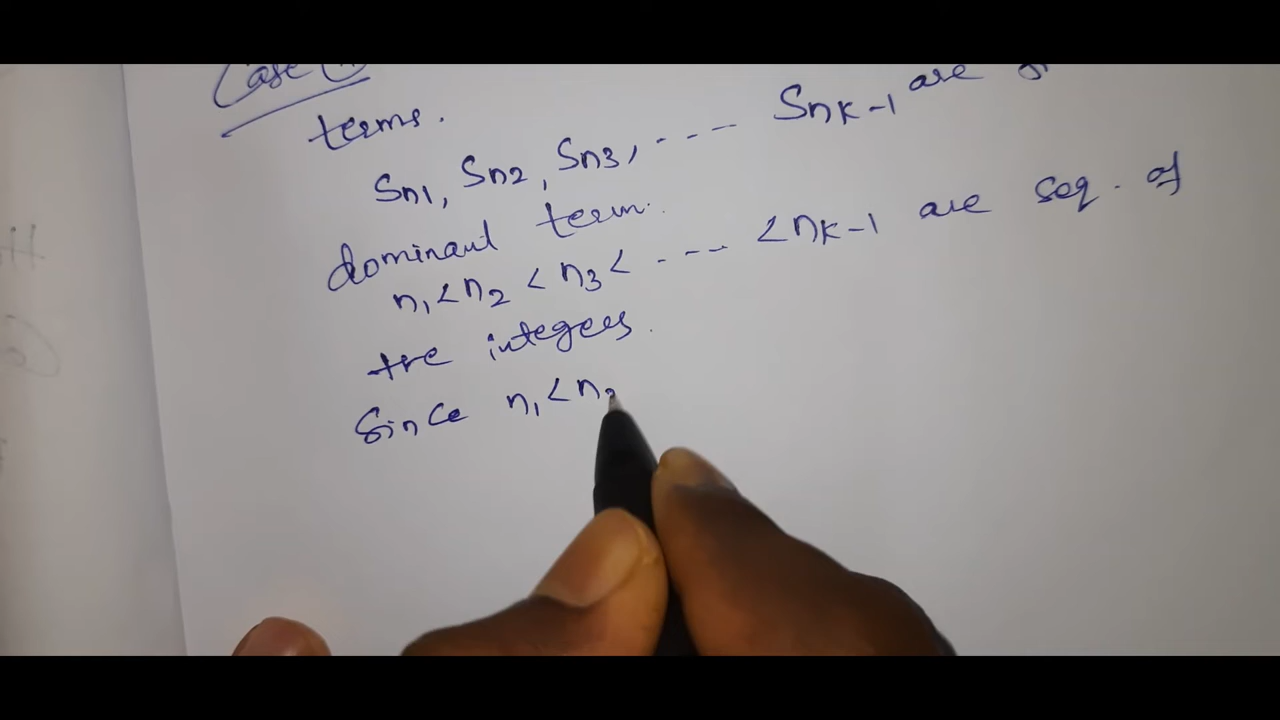 Case
terms.
Sn1, Sn2, Sn3, ---- SnK-1 are
dominant term.
n1 < n2 < n3 < ---- < nK-1 are seq. of
+ve integers.
Since n1 < n2